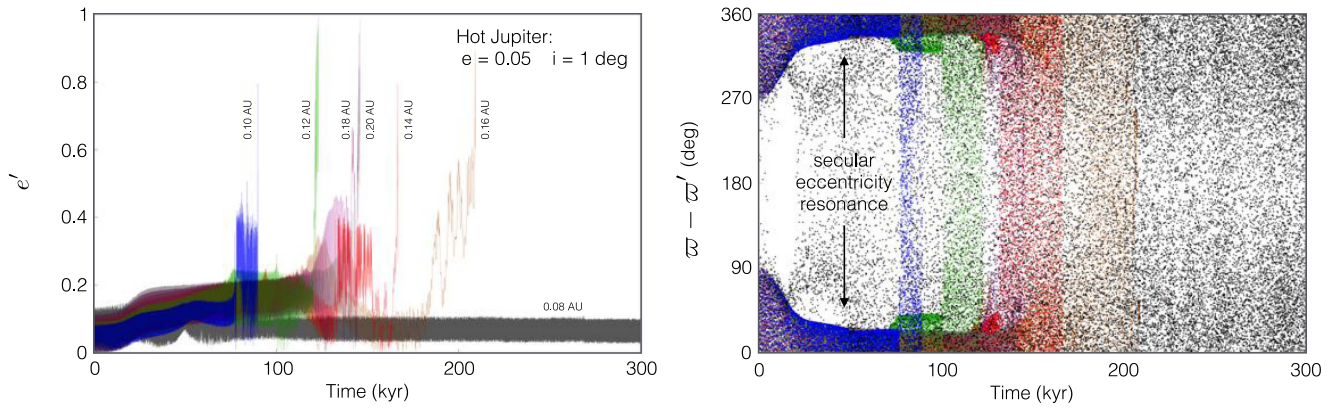 1
0.8
0.6
0.4
0.2
0
e′
0
100
200
300
Time (kyr)
Hot Jupiter:
e = 0.05 i = 1 deg
0.10 AU
0.12 AU
0.18 AU
0.20 AU
0.14 AU
0.16 AU
0.08 AU
360
270
180
90
0
ϖ − ϖ′ (deg)
0
100
200
300
Time (kyr)
secular
eccentricity
resonance